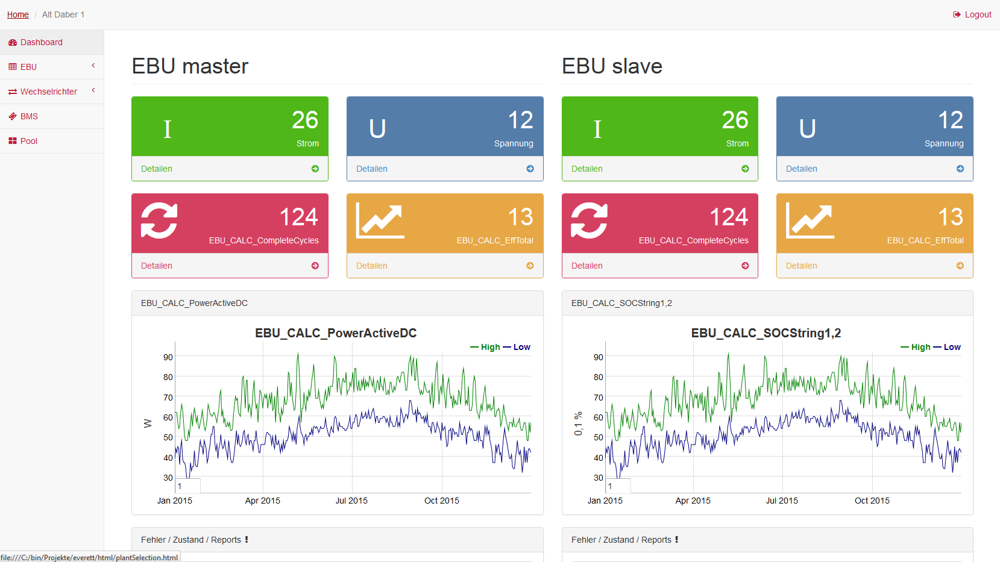 Home / Alt Daber 1
Logout
Dashboard
EBU
Wechselrichter
BMS
Pool
EBU master
I 26
Strom
Detailen
U 12
Spannung
Detailen
124
EBU_CALC_CompleteCycles
Detailen
13
EBU_CALC_EffTotal
Detailen
EBU_CALC_PowerActiveDC
EBU_CALC_PowerActiveDC
High Low
90
80
70
60
50
40
30
W
1
Jan 2015 Apr 2015 Jul 2015 Oct 2015
Fehler / Zustand / Reports !
EBU slave
I 26
Strom
Detailen
U 12
Spannung
Detailen
124
EBU_CALC_CompleteCycles
Detailen
13
EBU_CALC_EffTotal
Detailen
EBU_CALC_SOCString1,2
EBU_CALC_SOCString1,2
High Low
90
80
70
60
50
40
30
0,1 %
1
Jan 2015 Apr 2015 Jul 2015 Oct 2015
Fehler / Zustand / Reports !
file:///C:/bin/Projekte/everett/html/plantSelection.html